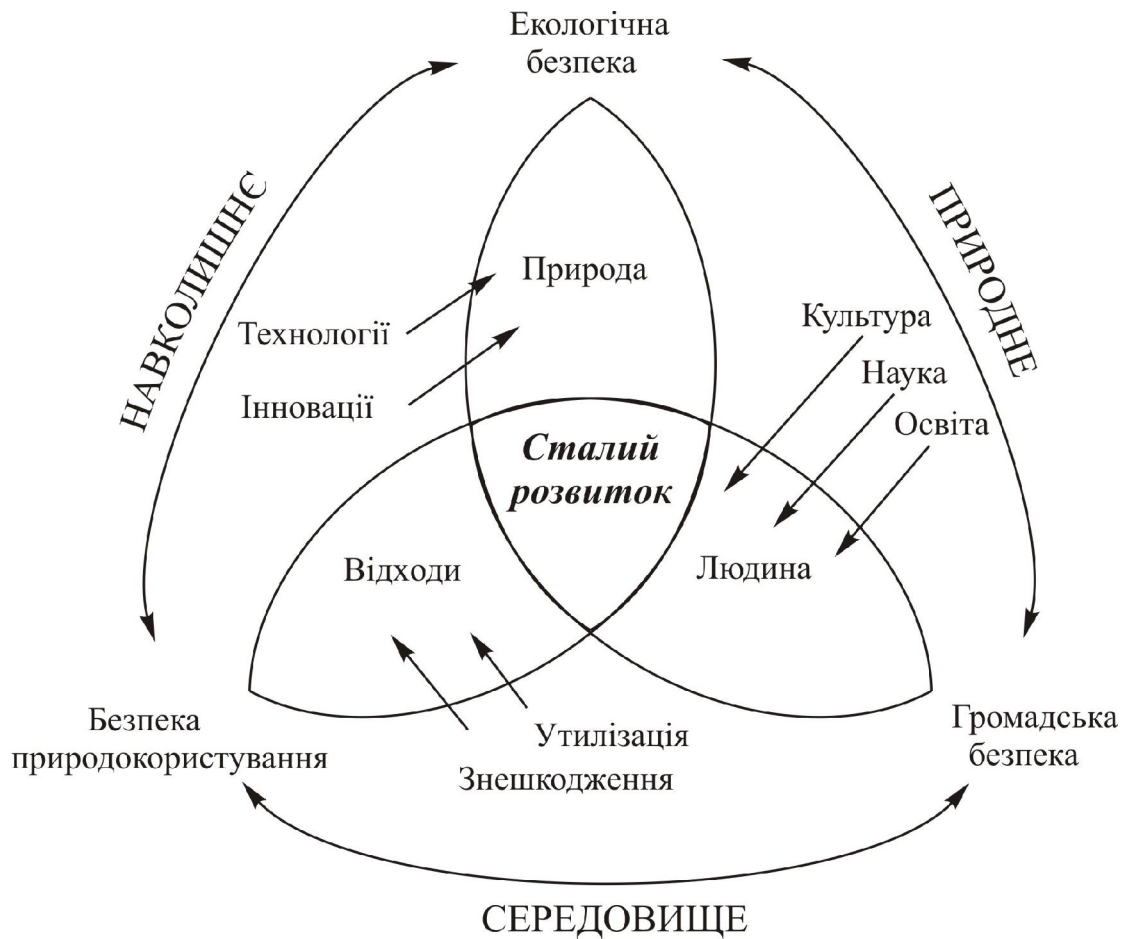 Екологічна
безпека
НАВКОЛИШНЄ
ПРИРОДНЕ
Природа
Технології
Інновації
Культура
Наука
Освіта
Сталий
розвиток
Відходи
Людина
Безпека
природокористування
Утилізація
Знешкодження
Громадська
безпека
СЕРЕДОВИЩЕ